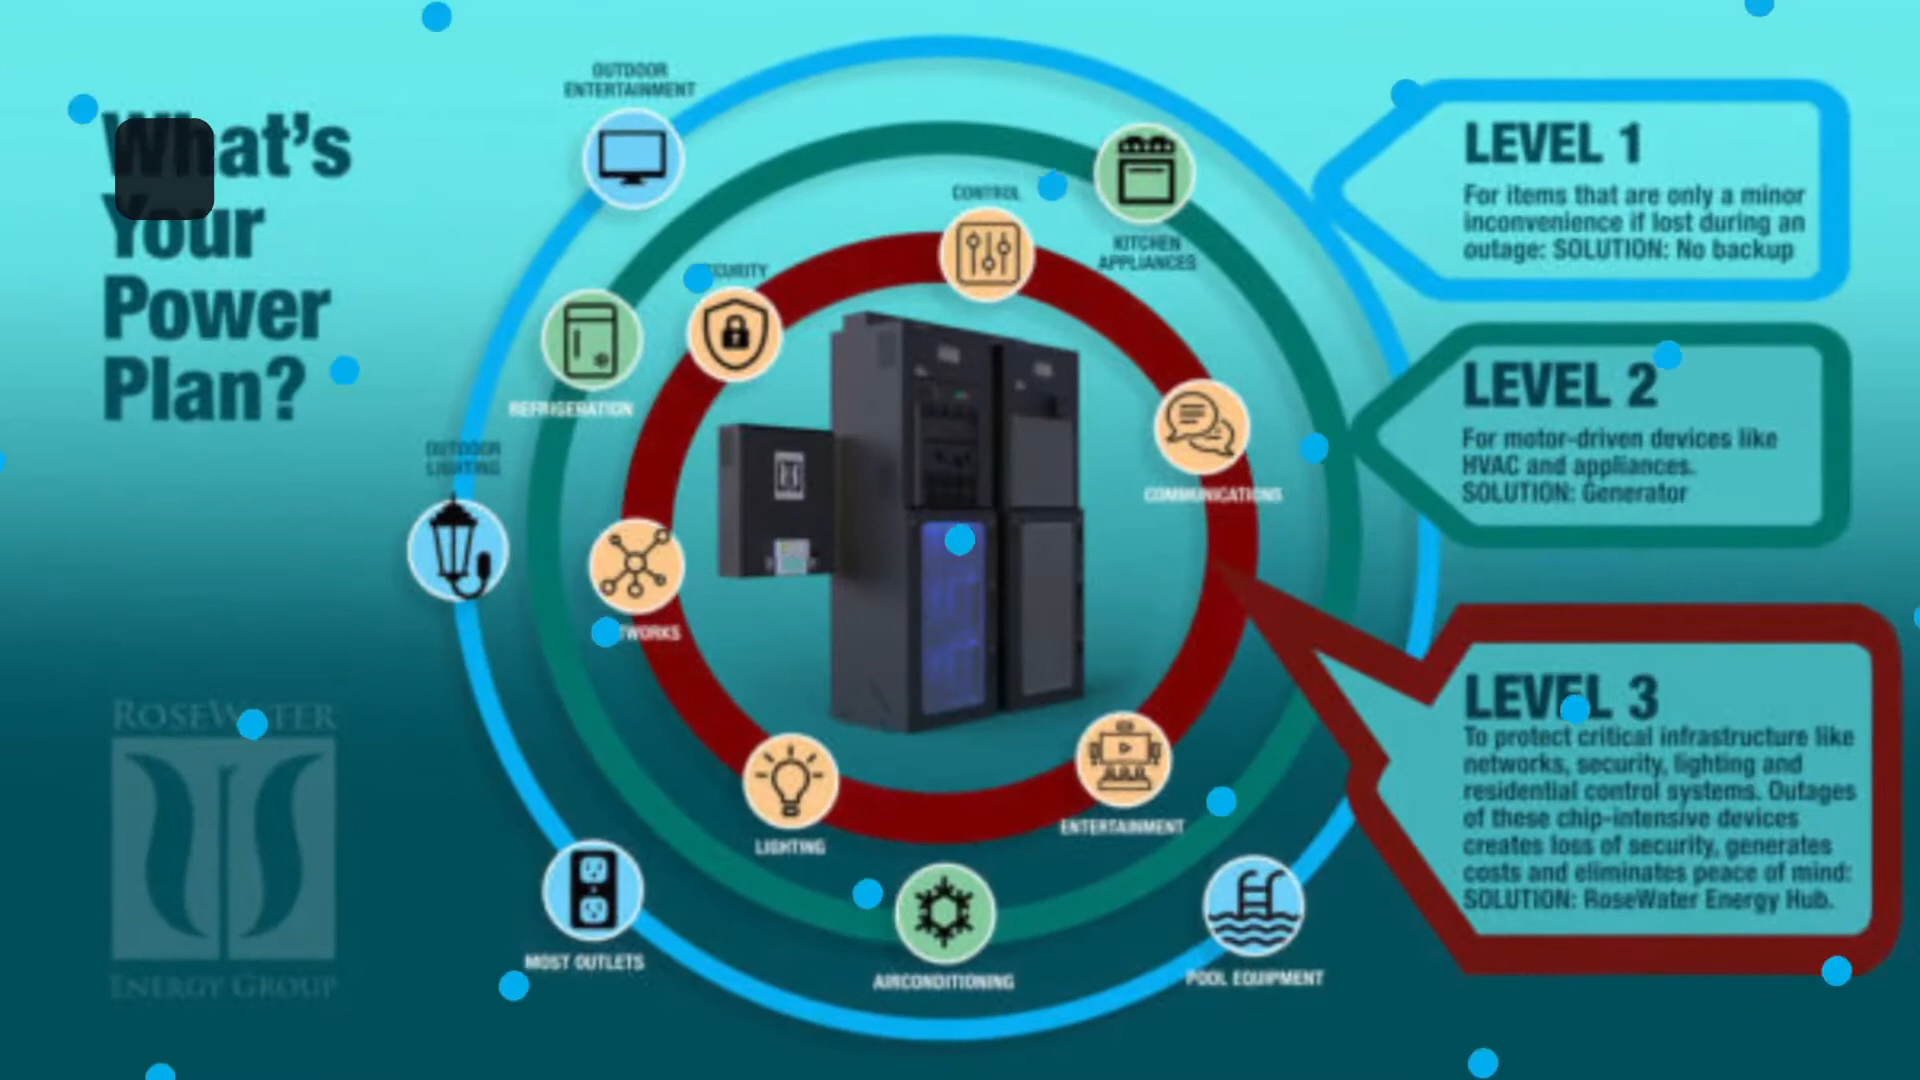 What's
Your
Power
Plan?
OUTDOOR
ENTERTAINMENT
CONTROL
KITCHEN
APPLIANCES
REFRIGERATION
OUTDOOR
LIGHTING
COMMUNICATIONS
LIGHTING
ENTERTAINMENT
MOST OUTLETS
AIRCONDITIONING
POOL EQUIPMENT
LEVEL 1
For items that are only a minor
inconvenience if lost during an
outage: SOLUTION: No backup
LEVEL 2
For motor-driven devices like
HVAC and appliances.
SOLUTION: Generator
LEVEL 3
To protect critical infrastructure like
networks, security, lighting and
residential control systems. Outages
of these chip-intensive devices
creates loss of security, generates
costs and eliminates peace of mind:
SOLUTION: RoseWater Energy Hub.
ROSEWATER
ENERGY GROUP